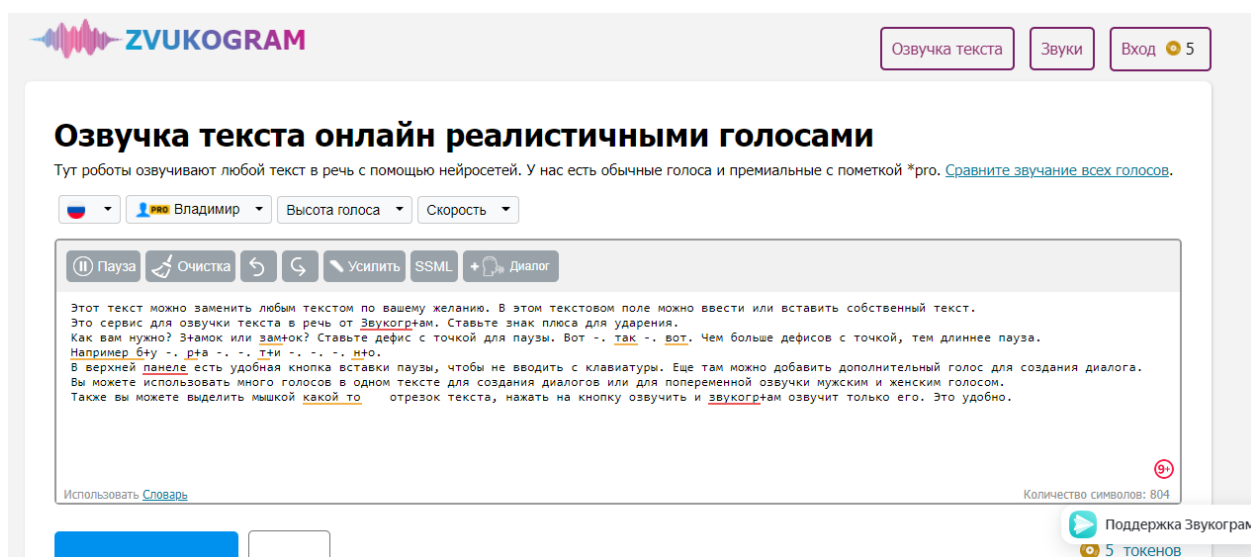 ZVUKOGRAM
Озвучка текста
Звуки
Вход 5
Озвучка текста онлайн реалистичными голосами
Тут роботы озвучивают любой текст в речь с помощью нейросетей. У нас есть обычные голоса и премиальные с пометкой *pro. Сравните звучание всех голосов.
PRO Владимир
Высота голоса
Скорость
Пауза
Очистка
Усилить
SSML
+ Диалог
Этот текст можно заменить любым текстом по вашему желанию. В этом текстовом поле можно ввести или вставить собственный текст.
Это сервис для озвучки текста в речь от Звукогр+ам. Ставьте знак плюса для ударения.
Как вам нужно? З+амок или зам+ок? Ставьте дефис с точкой для паузы. Вот -. так -. вот. Чем больше дефисов с точкой, тем длиннее пауза.
Например б+у -. р+а -. -. т+и -. -. -. н+о.
В верхней панеле есть удобная кнопка вставки паузы, чтобы не вводить с клавиатуры. Еще там можно добавить дополнительный голос для создания диалога.
Вы можете использовать много голосов в одном тексте для создания диалогов или для попеременной озвучки мужским и женским голосом.
Также вы можете выделить мышкой какой то    отрезок текста, нажать на кнопку озвучить и звукогр+ам озвучит только его. Это удобно.
9+
Использовать Словарь
Количество символов: 804
Поддержка Звукограм
5 токенов